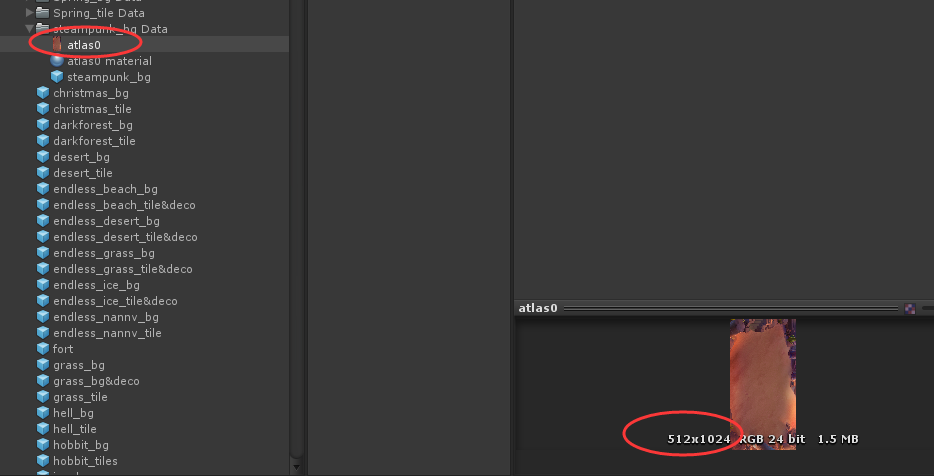 Spring_tile Data
steampunk_bg Data
atlas0
atlas0 material
steampunk_bg
christmas_bg
christmas_tile
darkforest_bg
darkforest_tile
desert_bg
desert_tile
endless_beach_bg
endless_beach_tile&deco
endless_desert_bg
endless_desert_tile&deco
endless_grass_bg
endless_grass_tile&deco
endless_ice_bg
endless_ice_tile&deco
endless_nannv_bg
endless_nannv_tile
fort
grass_bg
grass_bg&deco
grass_tile
hell_bg
hell_tile
hobbit_bg
hobbit_tiles
atlas0
512x1024 RGB 24 bit 1.5 MB